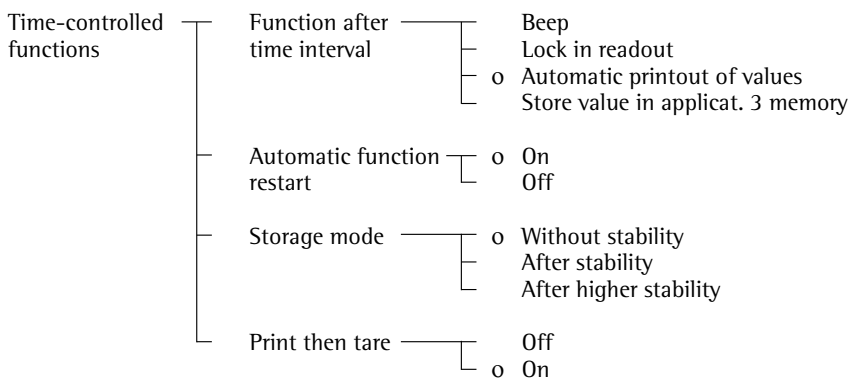 Time-controlled functions
Function after time interval
Beep
Lock in readout
o Automatic printout of values
Store value in applicat. 3 memory
Automatic function restart
o On
Off
Storage mode
o Without stability
After stability
After higher stability
Print then tare
Off
o On